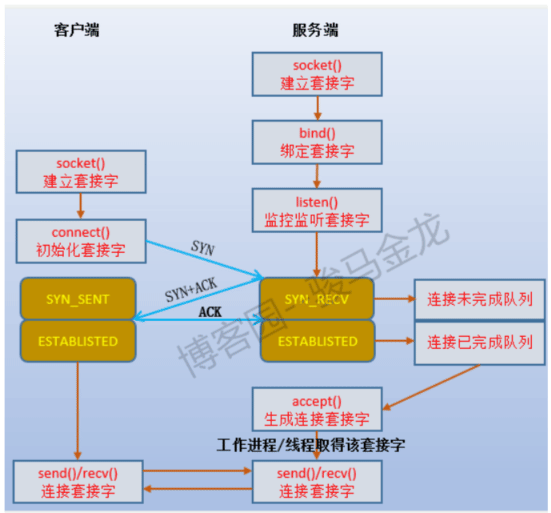 客户端
服务端
socket()
建立套接字
bind()
绑定套接字
socket()
建立套接字
listen()
监控监听套接字
connect()
初始化套接字
SYN
SYN+ACK
ACK
SYN_SENT
ESTABLISTED
SYN_RECV
ESTABLISTED
连接未完成队列
连接已完成队列
accept()
生成连接套接字
工作进程/线程取得该套接字
send()/recv()
连接套接字
send()/recv()
连接套接字
博客园--骏马金龙